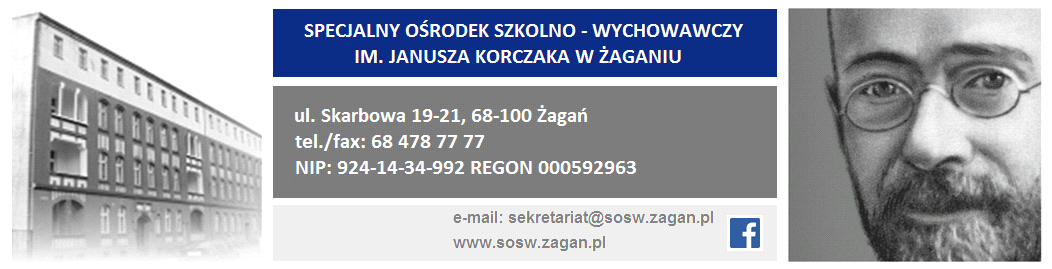 SPECJALNY OŚRODEK SZKOLNO - WYCHOWAWCZY
IM. JANUSZA KORCZAKA W ŻAGANIU
ul. Skarbowa 19-21, 68-100 Żagań
tel./fax: 68 478 77 77
NIP: 924-14-34-992 REGON 000592963
e-mail: sekretariat@sosw.zagan.pl
www.sosw.zagan.pl